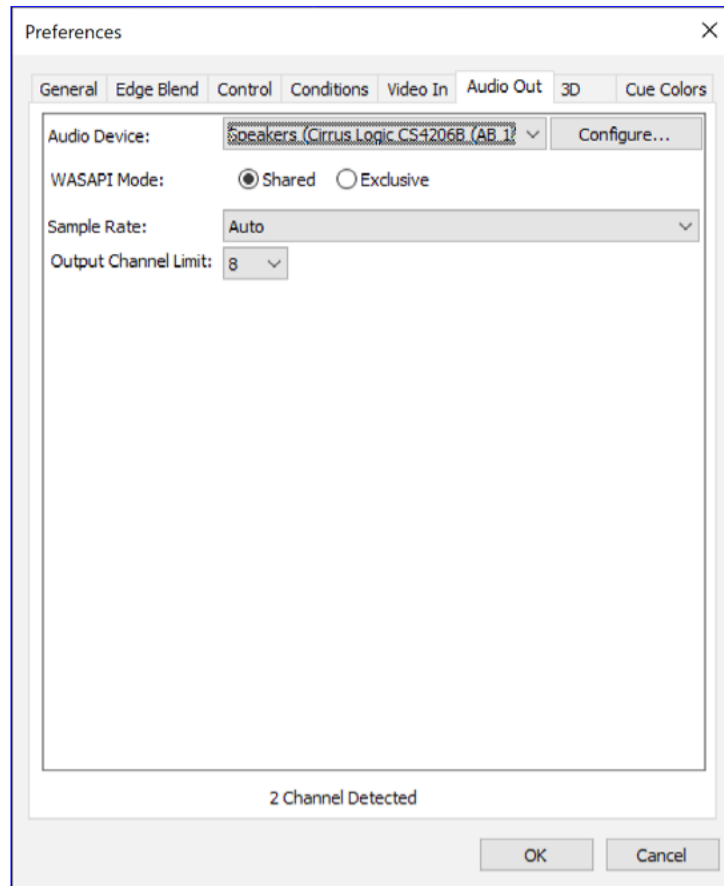 Preferences
General Edge Blend Control Conditions Video In Audio Out 3D Cue Colors
Audio Device: Speakers (Cirrus Logic CS4206B (AB 1 Configure...
WASAPI Mode: Shared Exclusive
Sample Rate: Auto
Output Channel Limit: 8
2 Channel Detected
OK Cancel